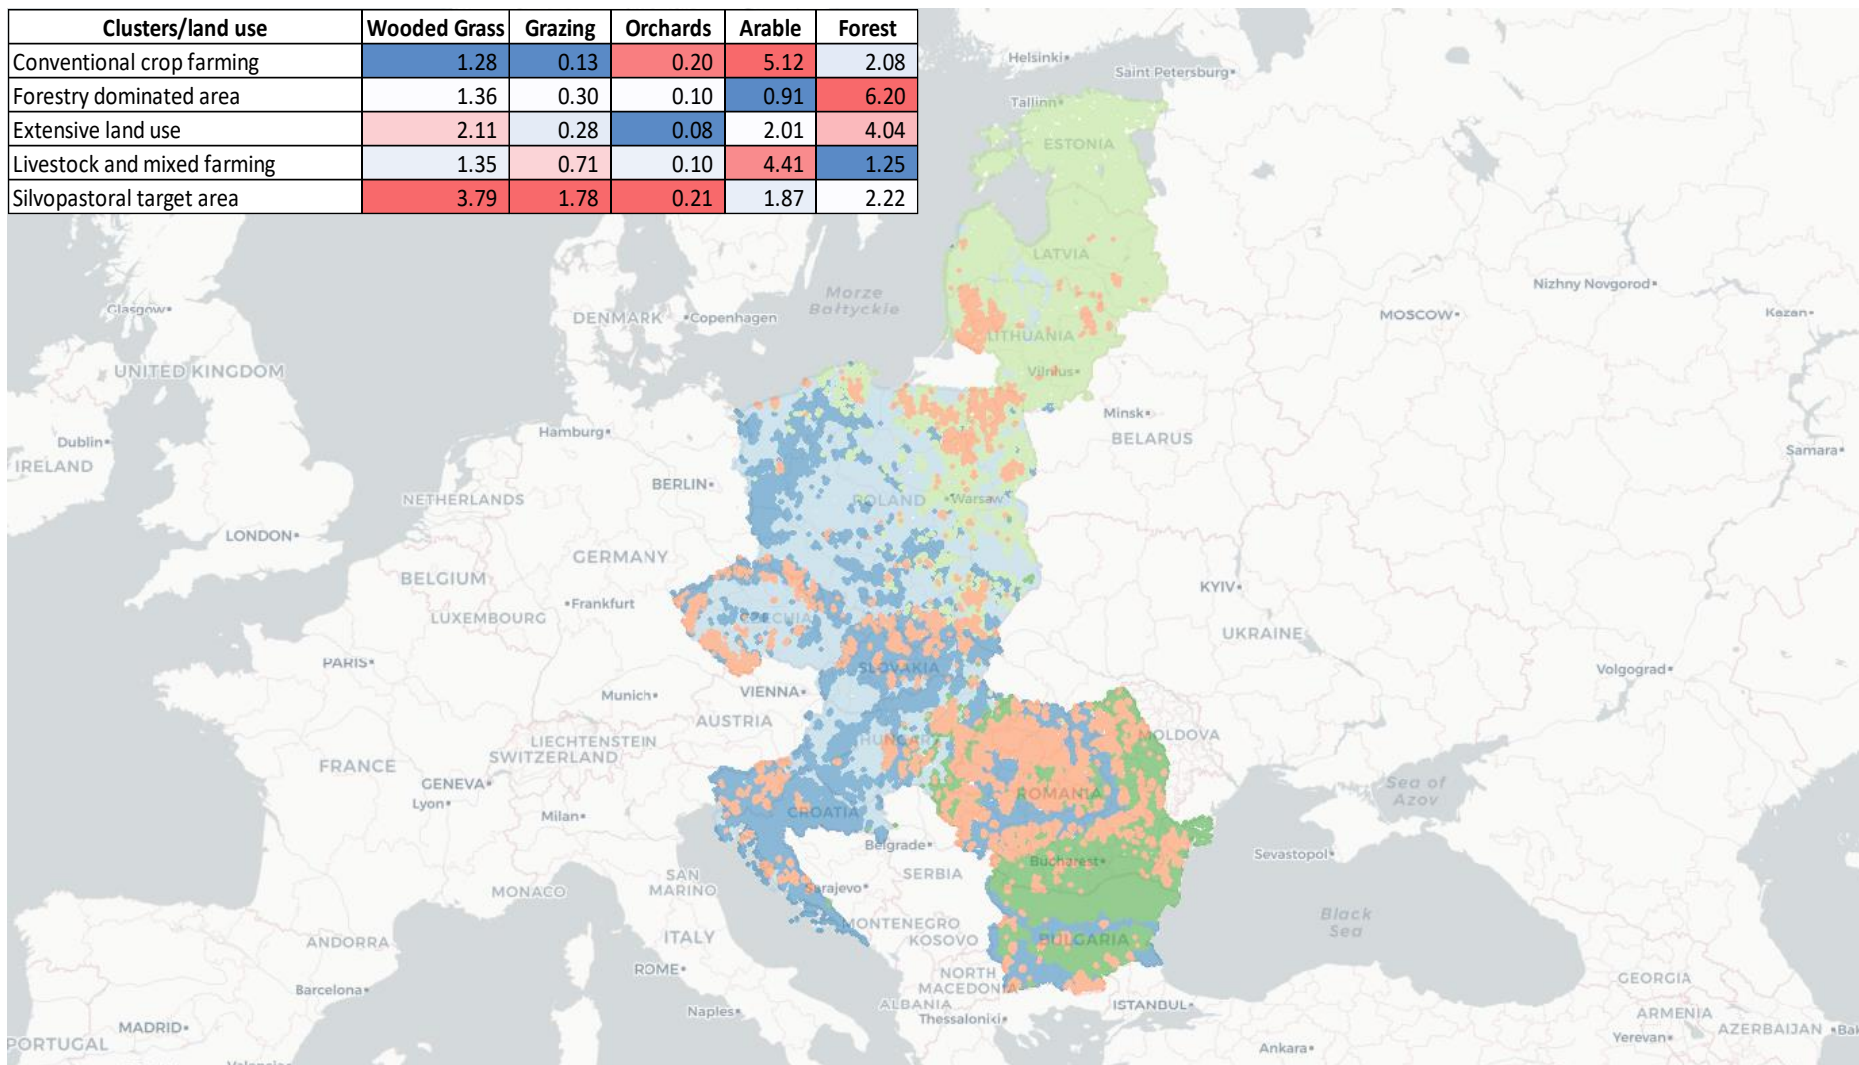 Clusters/land use Wooded Grass Grazing Orchards Arable Forest
Conventional crop farming 1.28 0.13 0.20 5.12 2.08
Forestry dominated area 1.36 0.30 0.10 0.91 6.20
Extensive land use 2.11 0.28 0.08 2.01 4.04
Livestock and mixed farming 1.35 0.71 0.10 4.41 1.25
Silvopastoral target area 3.79 1.78 0.21 1.87 2.22
Helsinki
Saint Petersburg
Tallinn
ESTONIA
LATVIA
Nizhny Novgorod
Morze
Bałtyckie
Glasgow
DENMARK
Copenhagen
MOSCOW
Kazan
LITHUANIA
UNITED KINGDOM
Vilnius
Minsk
Dublin
Hamburg
BELARUS
Samara
IRELAND
BERLIN
NETHERLANDS
POLAND
Warsaw
LONDON
GERMANY
BELGIUM
KYIV
Frankfurt
LUXEMBOURG
CZECHIA
UKRAINE
PARIS
SLOVAKIA
Volgograd
Munich
VIENNA
AUSTRIA
LIECHTENSTEIN
HUNGARY
MOLDOVA
SWITZERLAND
FRANCE
GENEVA
Sea of
Azov
ROMANIA
Lyon
Milan
CROATIA
Belgrade
Bucharest
Sevastopol
SAN
MARINO
SERBIA
MONACO
Sarajevo
Black
Sea
MONTENEGRO
ITALY
KOSOVO
BULGARIA
ANDORRA
ROME
NORTH
MACEDONIA
GEORGIA
Barcelona
ALBANIA
ISTANBUL
Naples
Thessaloniki
ARMENIA
MADRID
AZERBAIJAN
Bak
PORTUGAL
Yerevan
Ankara